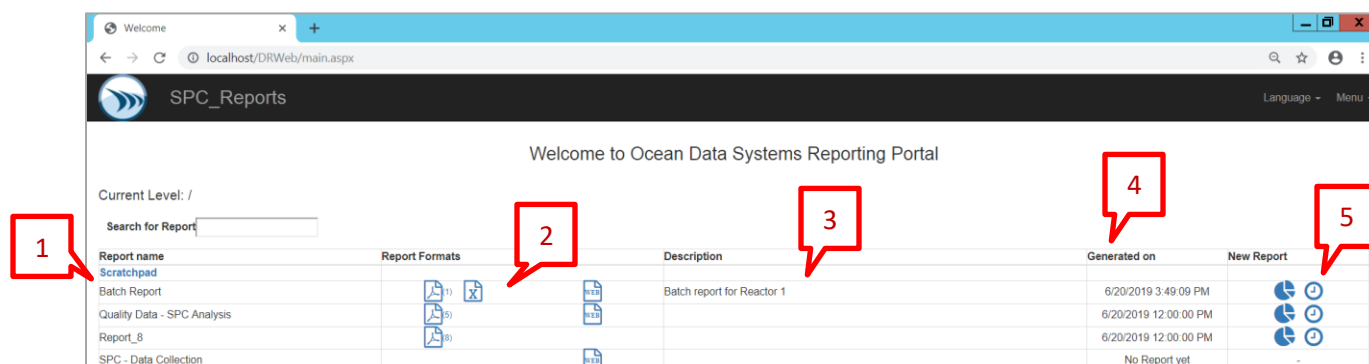 Welcome
localhost/DRWeb/main.aspx
SPC_Reports Language Menu
Welcome to Ocean Data Systems Reporting Portal
Current Level: /
Search for Report
1 2 3 4 5
Report name Report Formats Description Generated on New Report
Scratchpad
Batch Report (1) X WEB Batch report for Reactor 1 6/20/2019 3:49:09 PM
Quality Data - SPC Analysis (5) WEB 6/20/2019 12:00:00 PM
Report_8 (8) 6/20/2019 12:00:00 PM
SPC - Data Collection WEB No Report yet -